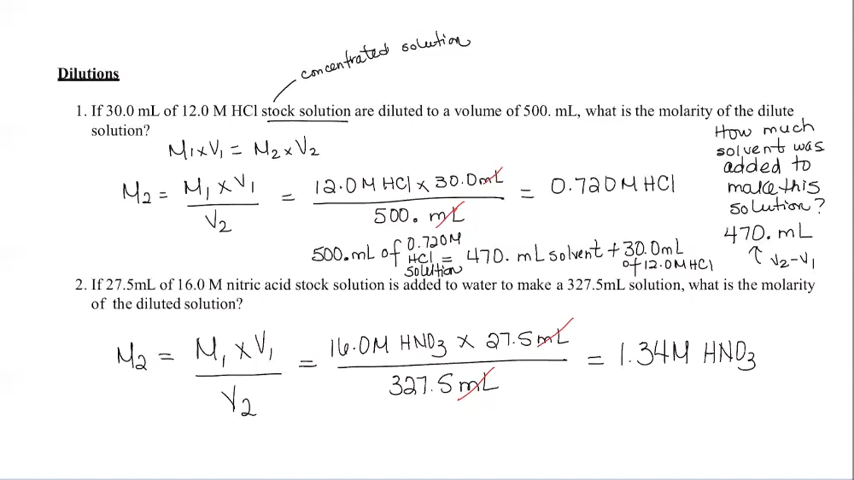 concentrated solution
Dilutions
1. If 30.0 mL of 12.0 M HCl stock solution are diluted to a volume of 500. mL, what is the molarity of the dilute
solution?
M1 x V1 = M2 x V2
M2 = M1 x V1 / V2 = 12.0 M HCl x 30.0 mL / 500. mL = 0.720 M HCl
How much
solvent was
added to
make this
solution?
470. mL
↑ V2 - V1
500. mL of 0.720 M HCl solution = 470. mL solvent + 30.0 mL of 12.0 M HCl
2. If 27.5mL of 16.0 M nitric acid stock solution is added to water to make a 327.5mL solution, what is the molarity
of the diluted solution?
M2 = M1 x V1 / V2 = 16.0 M HNO3 x 27.5 mL / 327.5 mL = 1.34 M HNO3